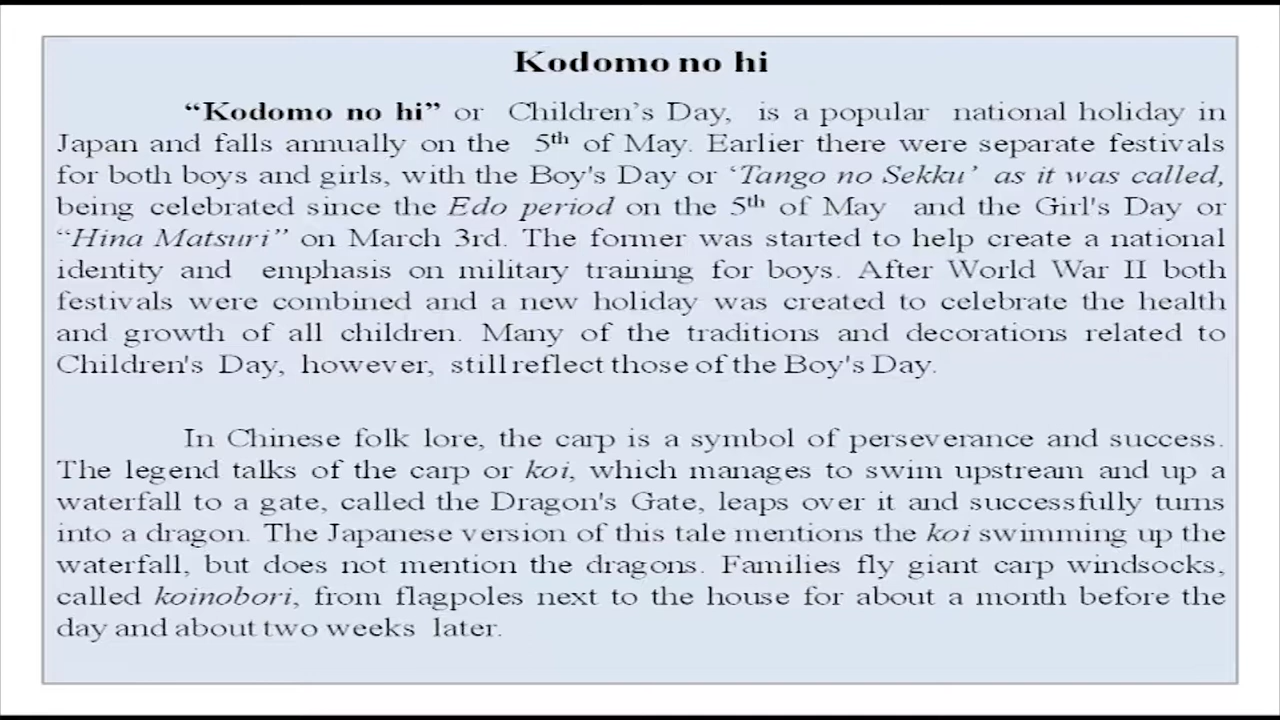 Kodomo no hi
“Kodomo no hi” or Children’s Day, is a popular national holiday in
Japan and falls annually on the 5th of May. Earlier there were separate festivals
for both boys and girls, with the Boy's Day or ‘Tango no Sekku’ as it was called,
being celebrated since the Edo period on the 5th of May and the Girl's Day or
“Hina Matsuri” on March 3rd. The former was started to help create a national
identity and emphasis on military training for boys. After World War II both
festivals were combined and a new holiday was created to celebrate the health
and growth of all children. Many of the traditions and decorations related to
Children's Day, however, still reflect those of the Boy's Day.
In Chinese folk lore, the carp is a symbol of perseverance and success.
The legend talks of the carp or koi, which manages to swim upstream and up a
waterfall to a gate, called the Dragon's Gate, leaps over it and successfully turns
into a dragon. The Japanese version of this tale mentions the koi swimming up the
waterfall, but does not mention the dragons. Families fly giant carp windsocks,
called koinobori, from flagpoles next to the house for about a month before the
day and about two weeks later.